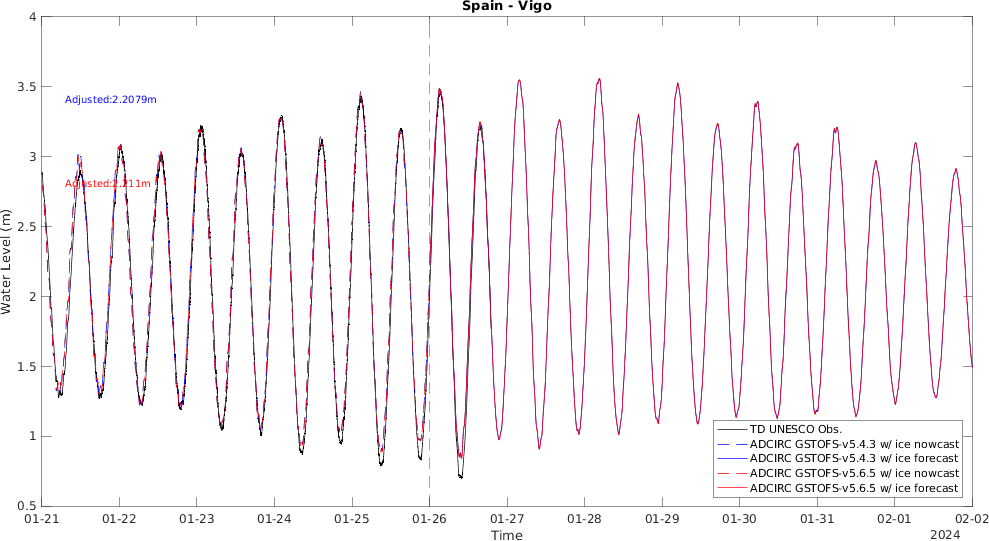 Spain - Vigo
4
3.5
3
2.5
2
1.5
1
0.5
Water Level (m)
Adjusted:2.2079m
Adjusted:2.211m
TD UNESCO Obs.
ADCIRC GSTOFS-v5.4.3 w/ ice nowcast
ADCIRC GSTOFS-v5.4.3 w/ ice forecast
ADCIRC GSTOFS-v5.6.5 w/ ice nowcast
ADCIRC GSTOFS-v5.6.5 w/ ice forecast
01-21 01-22 01-23 01-24 01-25 01-26 01-27 01-28 01-29 01-30 01-31 02-01 02-02
Time
2024